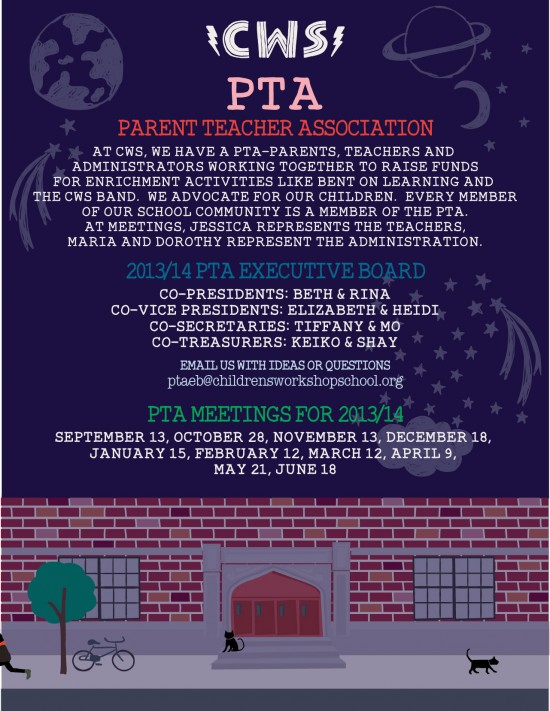 CWS
PTA
PARENT TEACHER ASSOCIATION
AT CWS, WE HAVE A PTA-PARENTS, TEACHERS AND
ADMINISTRATORS WORKING TOGETHER TO RAISE FUNDS
FOR ENRICHMENT ACTIVITIES LIKE BENT ON LEARNING AND
THE CWS BAND. WE ADVOCATE FOR OUR CHILDREN. EVERY MEMBER
OF OUR SCHOOL COMMUNITY IS A MEMBER OF THE PTA.
AT MEETINGS, JESSICA REPRESENTS THE TEACHERS,
MARIA AND DOROTHY REPRESENT THE ADMINISTRATION.
2013/14 PTA EXECUTIVE BOARD
CO-PRESIDENTS: BETH & RINA
CO-VICE PRESIDENTS: ELIZABETH & HEIDI
CO-SECRETARIES: TIFFANY & MO
CO-TREASURERS: KEIKO & SHAY
EMAIL US WITH IDEAS OR QUESTIONS
ptaeb@childrensworkshopschool.org
PTA MEETINGS FOR 2013/14
SEPTEMBER 13, OCTOBER 28, NOVEMBER 13, DECEMBER 18,
JANUARY 15, FEBRUARY 12, MARCH 12, APRIL 9,
MAY 21, JUNE 18